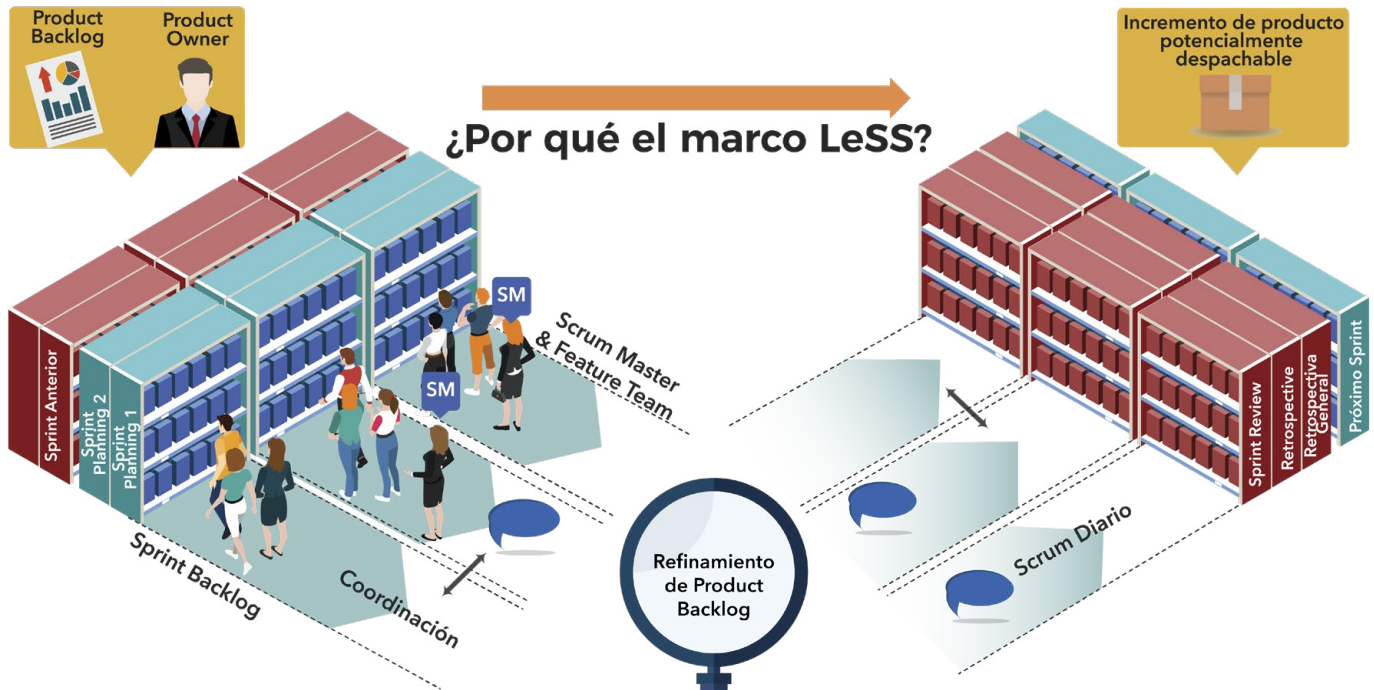 Product
Backlog
Product
Owner
Incremento de producto
potencialmente
despachable
¿Por qué el marco LeSS?
SM
SM
Scrum Master
& Feature Team
Sprint Anterior
Sprint
Planning 2
Sprint
Planning 1
Sprint Backlog
Coordinación
Refinamiento
de Product
Backlog
Scrum Diario
Sprint Review
Retrospective
Retrospectiva
General
Próximo Sprint